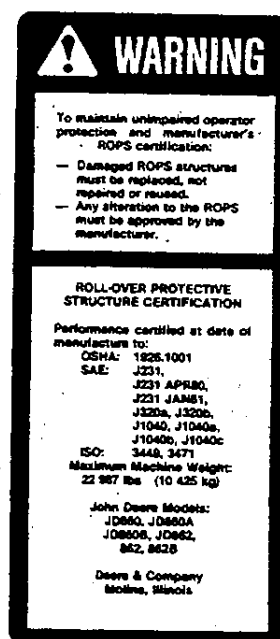 WARNING
To maintain unimpaired operator
protection and manufacturer's
ROPS certification:
— Damaged ROPS structures
must be replaced, not
repaired or reused.
— Any alteration to the ROPS
must be approved by the
manufacturer.
ROLL-OVER PROTECTIVE
STRUCTURE CERTIFICATION
Performance certified at date of
manufacture to:
OSHA: 1926.1001
SAE: J231,
J231 APR80,
J231 JAN81,
J320a, J320b,
J1040, J1040a,
J1040b, J1040c
ISO: 3449, 3471
Maximum Machine Weight:
22 987 lbs (10 425 kg)
John Deere Models:
JD860, JD860A
JD860B, JD862,
862, 862B
Deere & Company
Moline, Illinois